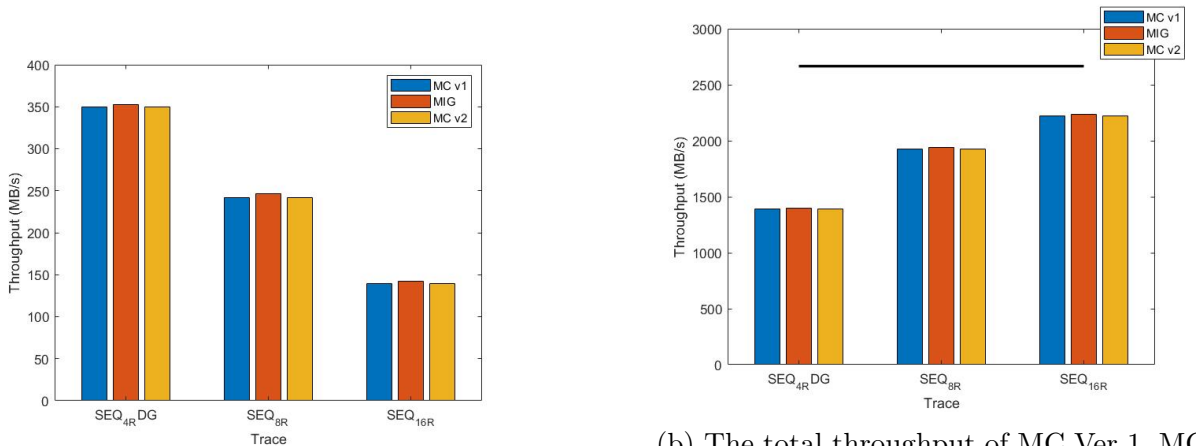 400
350
300
250
200
150
100
50
0
Throughput (MB/s)
MC v1
MIG
MC v2
SEQ4RDG
SEQ8R
SEQ16R
Trace
3000
2500
2000
1500
1000
500
0
Throughput (MB/s)
MC v1
MIG
MC v2
SEQ4RDG
SEQ8R
SEQ16R
Trace
(b) The total throughput of MC Ver 1, MC